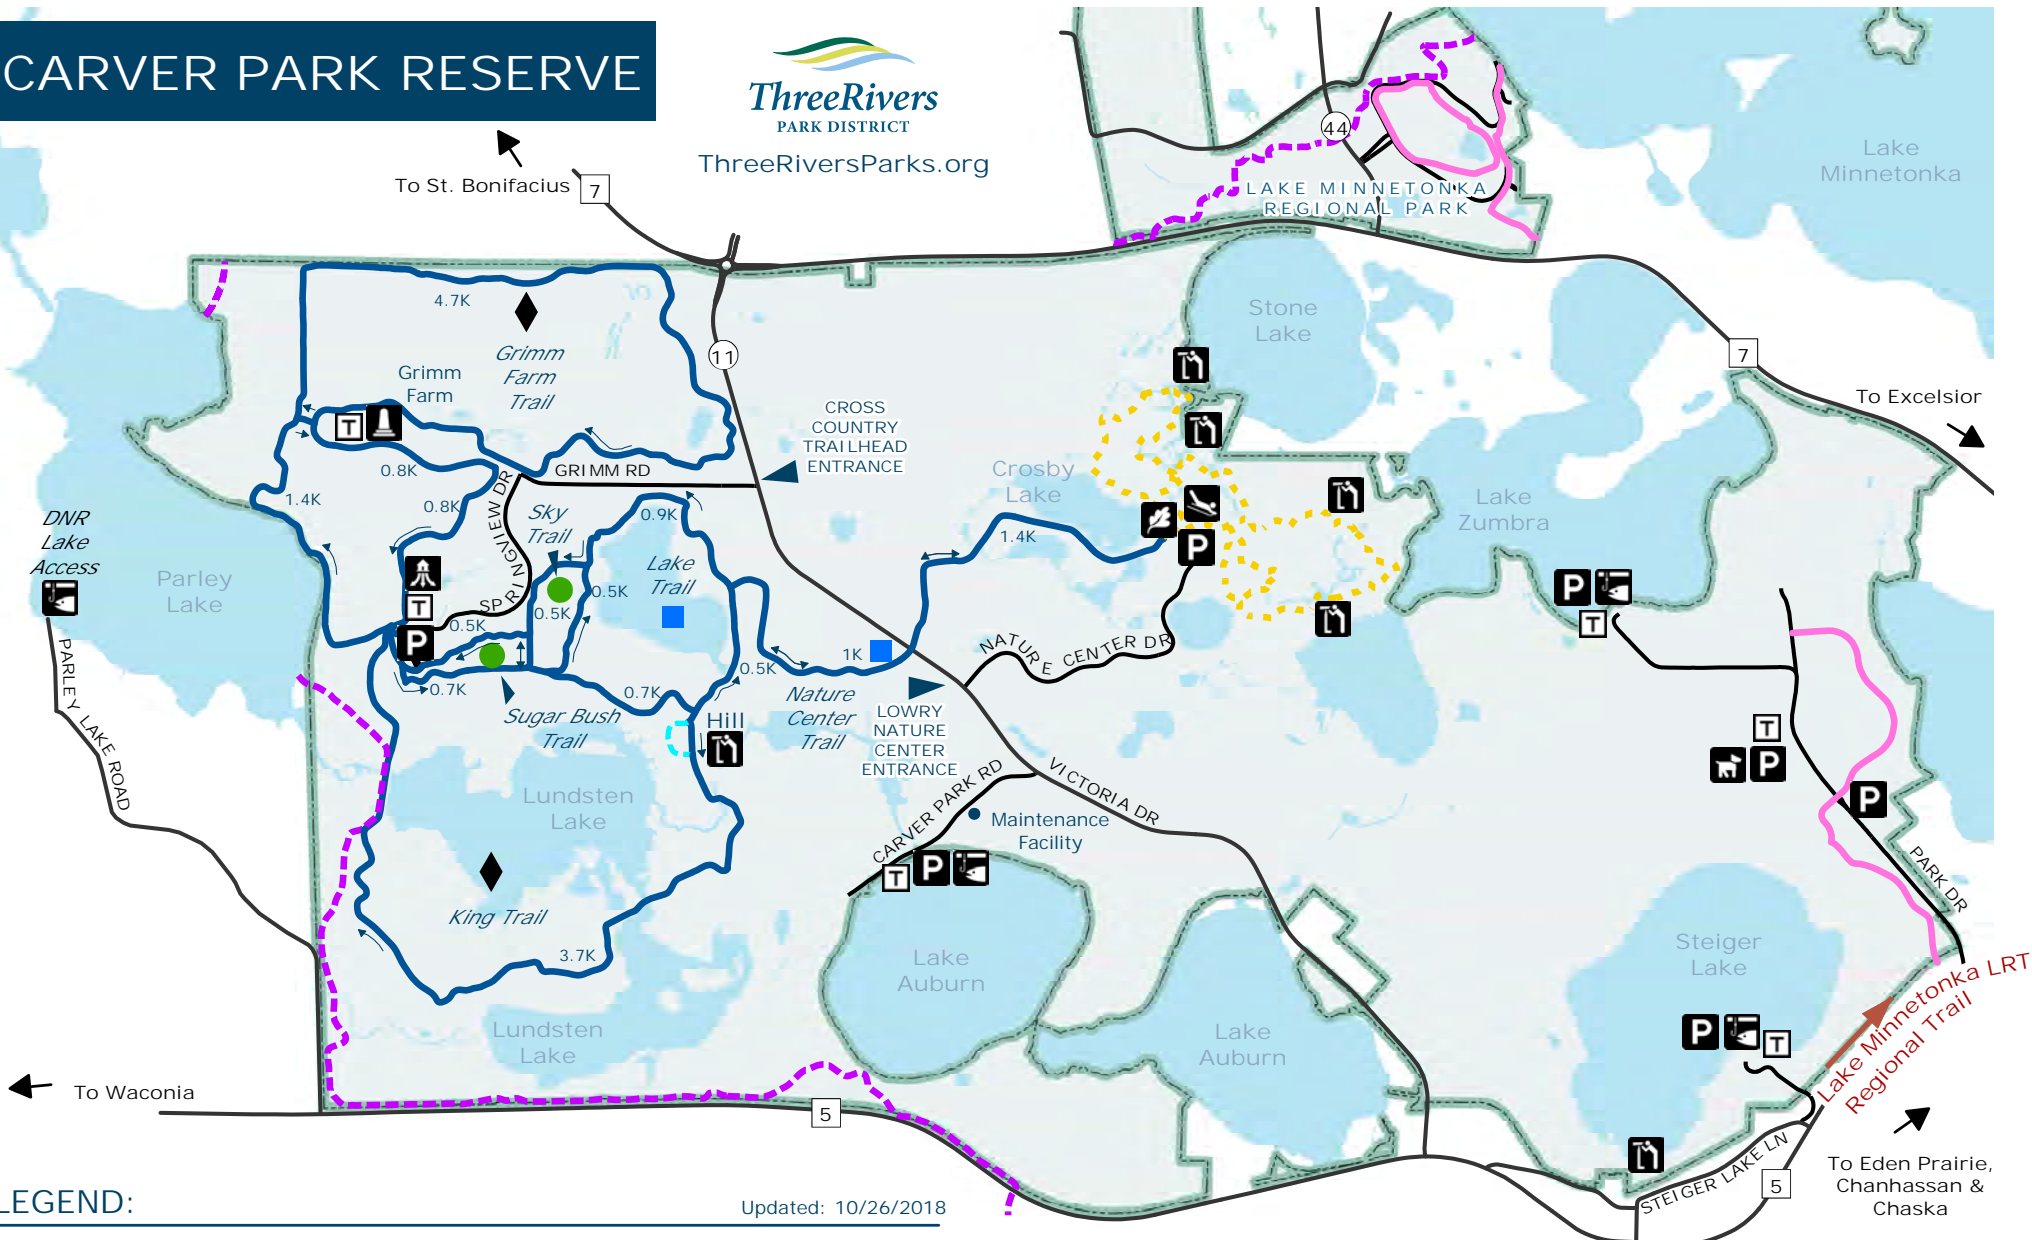 CARVER PARK RESERVE
ThreeRivers
PARK DISTRICT
ThreeRiversParks.org
To St. Bonifacius
7
44
LAKE MINNETONKA
REGIONAL PARK
Lake
Minnetonka
4.7K
Grimm
Farm
Trail
Grimm
Farm
T
11
Stone
Lake
7
To Excelsior
CROSS
COUNTRY
TRAILHEAD
ENTRANCE
GRIMM RD
0.8K
0.8K
1.4K
SPRINGVIEW DR
Sky
Trail
0.9K
Lake
Trail
Crosby
Lake
1.4K
P
Lake
Zumbra
DNR
Lake
Access
Parley
Lake
T
P
0.5K
0.5K
0.5K
P
T
PARLEY LAKE ROAD
0.7K
Sugar Bush
Trail
0.7K
0.5K
Hill
1K
Nature
Center
Trail
NATURE CENTER DR
LOWRY
NATURE
CENTER
ENTRANCE
T
P
P
Lundsten
Lake
CARVER PARK RD
VICTORIA DR
Maintenance
Facility
T
P
PARK DR
King Trail
3.7K
Lake
Auburn
Steiger
Lake
Lundsten
Lake
Lake
Auburn
P
T
Lake Minnetonka LRT
Regional Trail
To Waconia
5
STEIGER LAKE LN
5
To Eden Prairie,
Chanhassan &
Chaska
LEGEND:
Updated: 10/26/2018